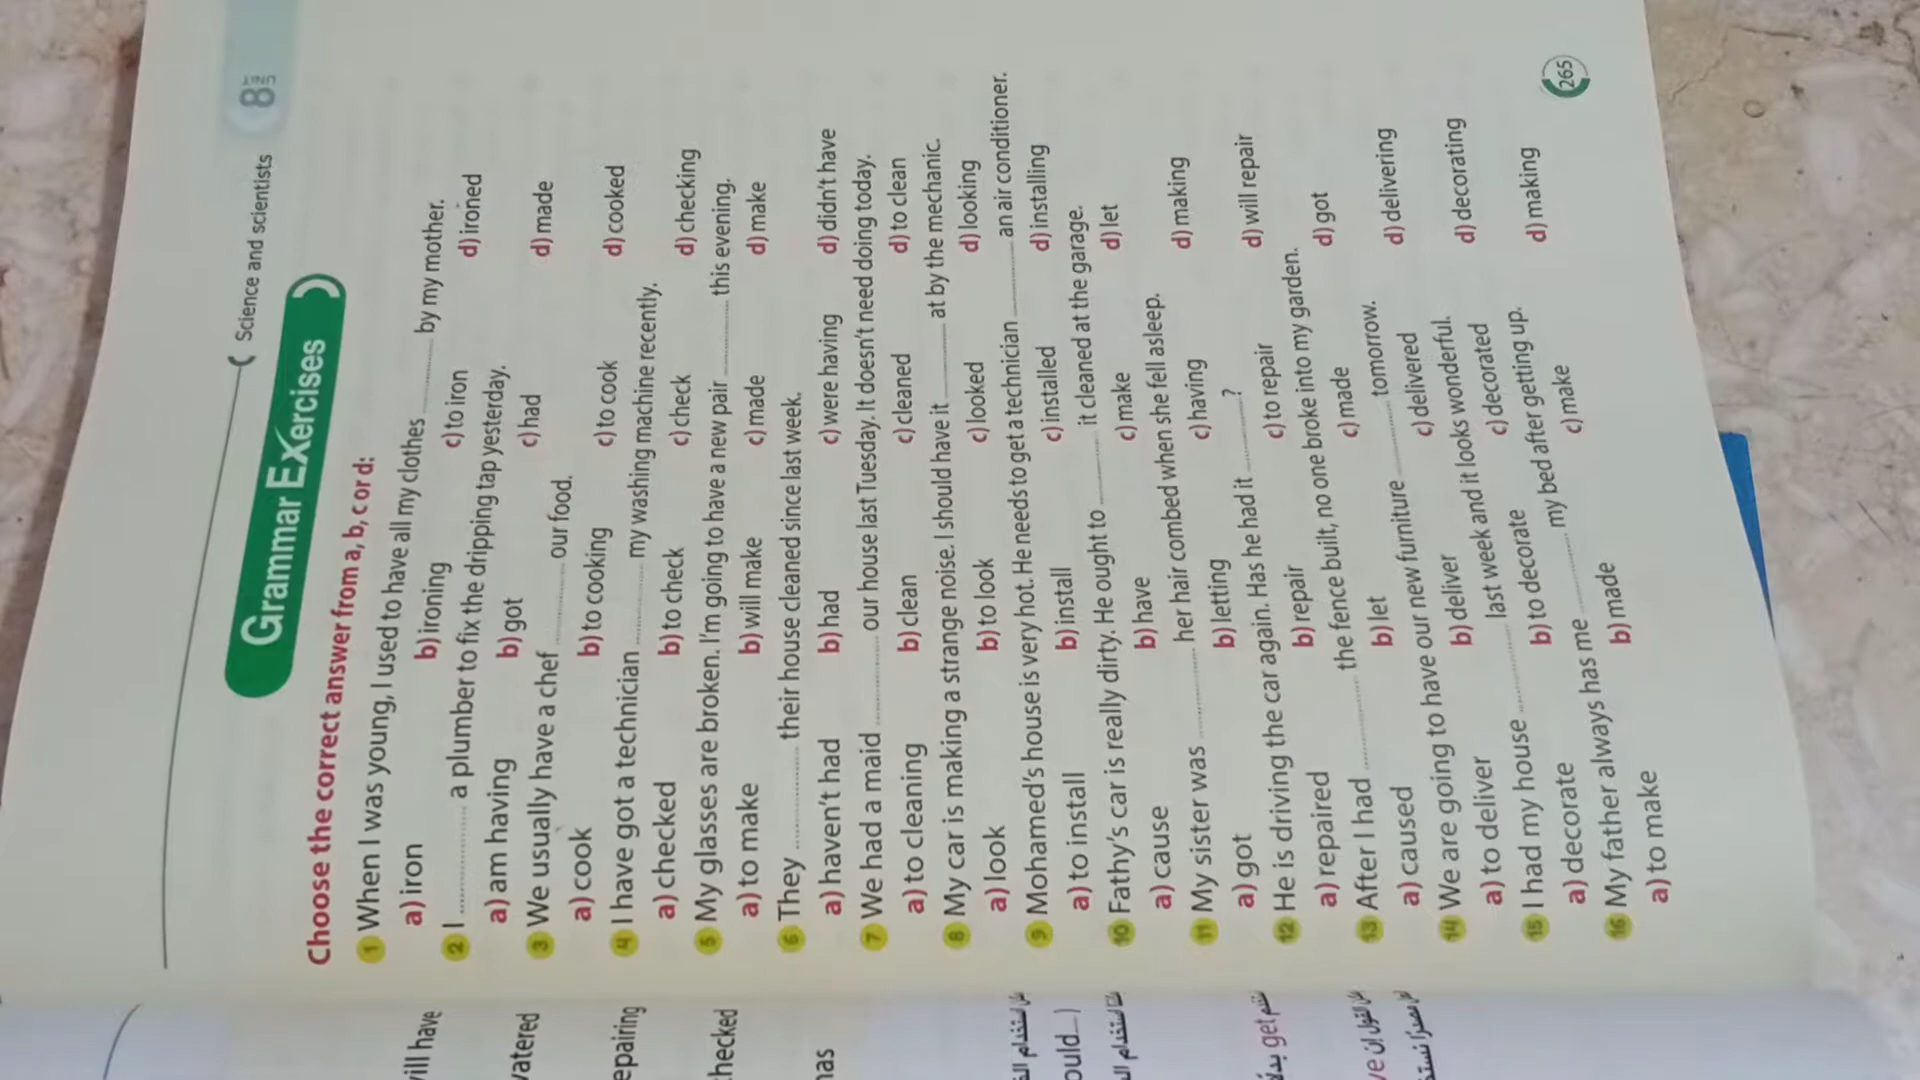 Science and scientists
8
Grammar Exercises
Choose the correct answer from a, b, c or d:
1 When I was young, I used to have all my clothes ............ by my mother.
a) iron b) ironing c) to iron d) ironed
2 I ............ a plumber to fix the dripping tap yesterday.
a) am having b) got c) had d) made
3 We usually have a chef ............ our food.
a) cook b) to cooking c) to cook d) cooked
4 I have got a technician ............ my washing machine recently.
a) checked b) to check c) check d) checking
5 My glasses are broken. I'm going to have a new pair ............ this evening.
a) to make b) will make c) made d) make
6 They ............ their house cleaned since last week.
a) haven't had b) had c) were having d) didn't have
7 We had a maid ............ our house last Tuesday. It doesn't need doing today.
a) to cleaning b) clean c) cleaned d) to clean
8 My car is making a strange noise. I should have it ............ at by the mechanic.
a) look b) to look c) looked d) looking
9 Mohamed's house is very hot. He needs to get a technician ............ an air conditioner.
a) to install b) install c) installed d) installing
10 Fathy's car is really dirty. He ought to ............ it cleaned at the garage.
a) cause b) have c) make d) let
11 My sister was ............ her hair combed when she fell asleep.
a) got b) letting c) having d) making
12 He is driving the car again. Has he had it ............ ?
a) repaired b) repair c) to repair d) will repair
13 After I had ............ the fence built, no one broke into my garden.
a) caused b) let c) made d) got
14 We are going to have our new furniture ............ tomorrow.
a) to deliver b) deliver c) delivered d) delivering
15 I had my house ............ last week and it looks wonderful.
a) decorate b) to decorate c) decorated d) decorating
16 My father always has me ............ my bed after getting up.
a) to make b) made c) make d) making
265
will have
watered
epairing
hecked
has
ould...)
get